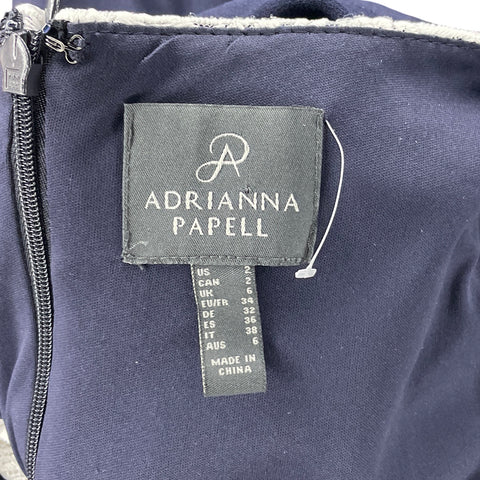 AP
ADRIANNA
PAPELL
US 2
CAN 2
UK 6
EU/FR 34
DE 32
ES 36
IT 38
AUS 6
MADE IN
CHINA